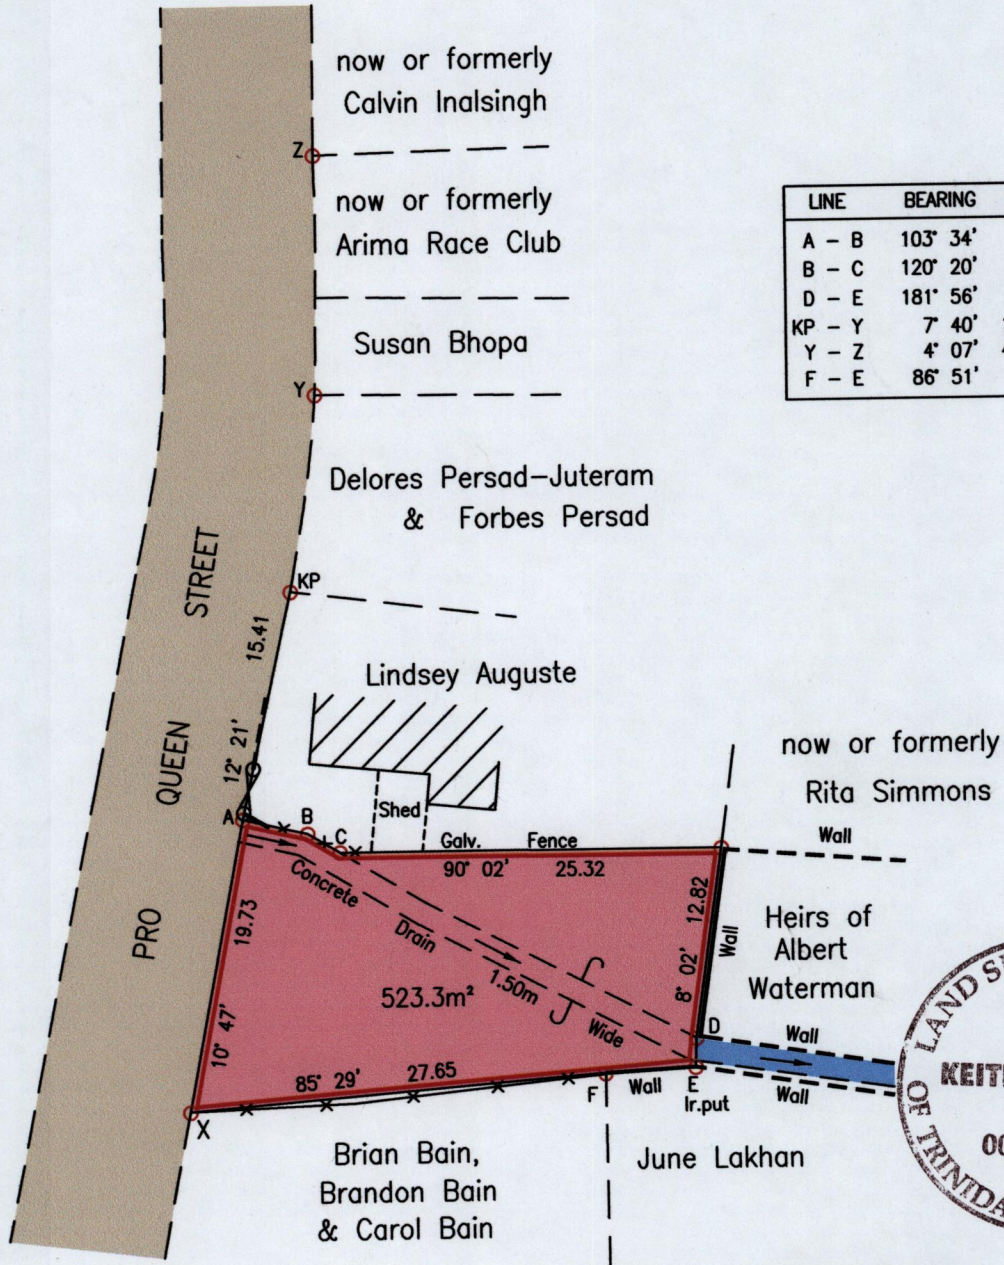 now or formerly
Calvin Inalsingh
Z
now or formerly
Arima Race Club
LINE BEARING
A – B 103° 34'
B – C 120° 20'
D – E 181° 56'
KP – Y 7° 40'
Y – Z 4° 07'
F – E 86° 51'
Susan Bhopa
Y
Delores Persad–Juteram
& Forbes Persad
KP
PRO QUEEN STREET
12° 21' 15.41
Lindsey Auguste
now or formerly
Rita Simmons
Shed
Wall
A
B
C
Galv. Fence
90° 02' 25.32
Concrete Drain 1.50m Wide
8° 02' 12.82
Wall
Heirs of
Albert
Waterman
10° 47' 19.73
523.3m²
D
Wall
85° 29' 27.65
F
Wall
E
Ir.put
Wall
X
Brian Bain,
Brandon Bain
& Carol Bain
June Lakhan
LAND
OF